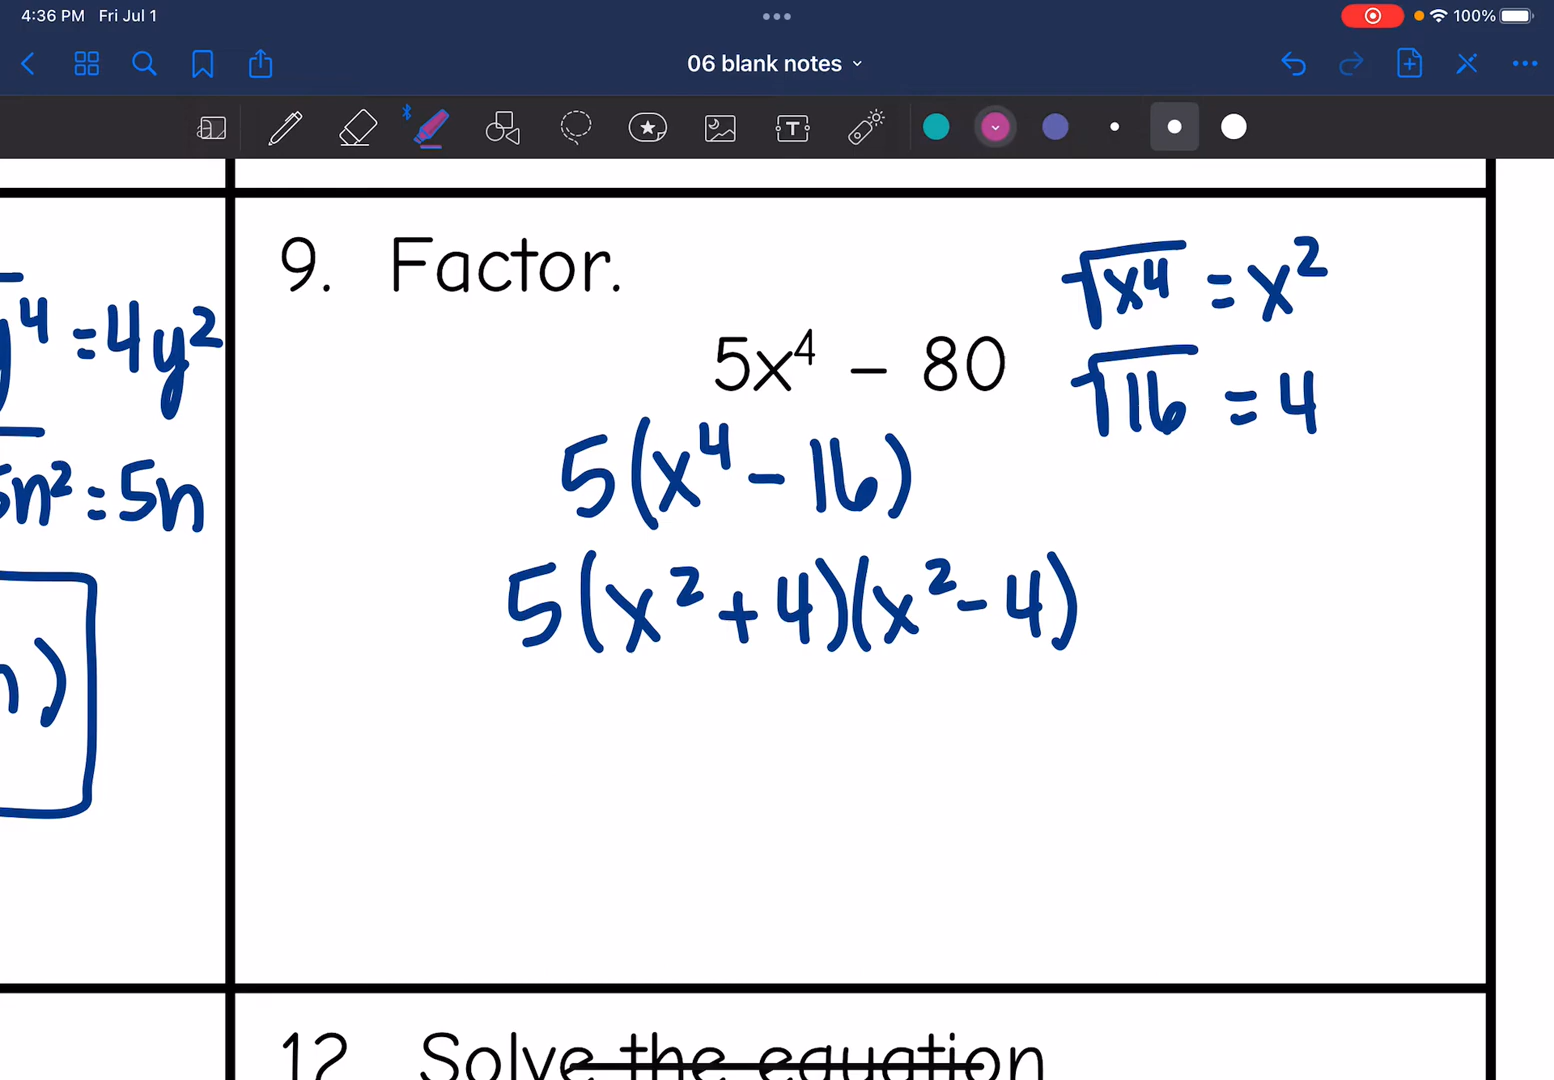 4:36 PM Fri Jul 1
100%
06 blank notes
T
9. Factor.
5x⁴ – 80
√x⁴ = x²
√16 = 4
5(x⁴ - 16)
5(x² + 4)(x² - 4)
4 = 4y²
5n² = 5n
)
12 Solve the equation